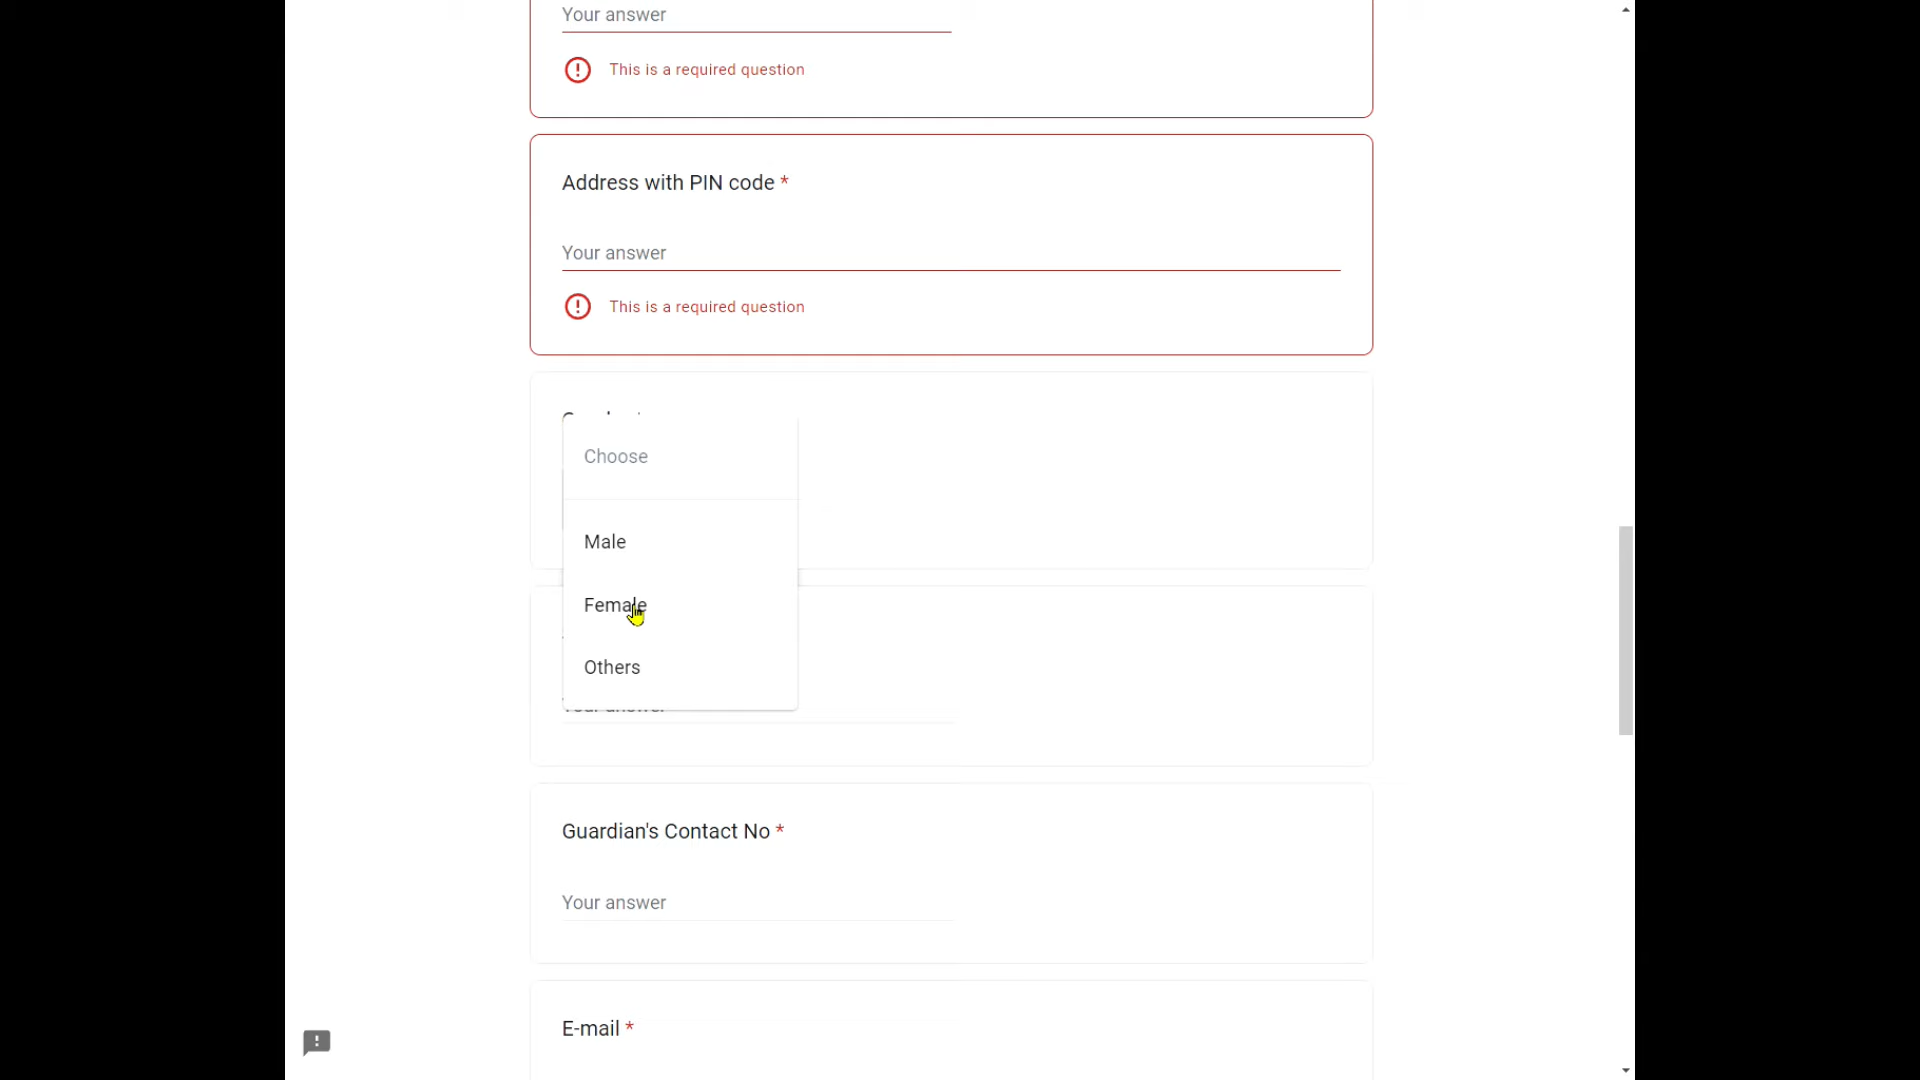 Your answer
This is a required question
Address with PIN code *
Your answer
This is a required question
Choose
Male
Female
Others
Guardian's Contact No *
Your answer
E-mail *